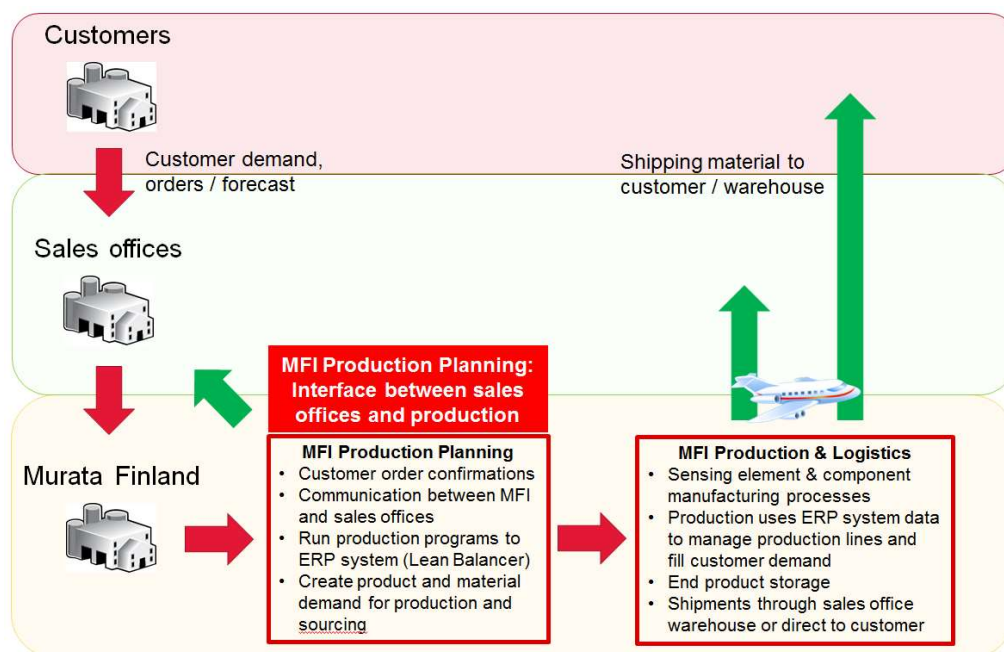 Customers
Customer demand,
orders / forecast
Shipping material to
customer / warehouse
Sales offices
MFI Production Planning:
Interface between sales
offices and production
Murata Finland
MFI Production Planning
• Customer order confirmations
• Communication between MFI
and sales offices
• Run production programs to
ERP system (Lean Balancer)
• Create product and material
demand for production and
sourcing
MFI Production & Logistics
• Sensing element & component
manufacturing processes
• Production uses ERP system data
to manage production lines and
fill customer demand
• End product storage
• Shipments through sales office
warehouse or direct to customer